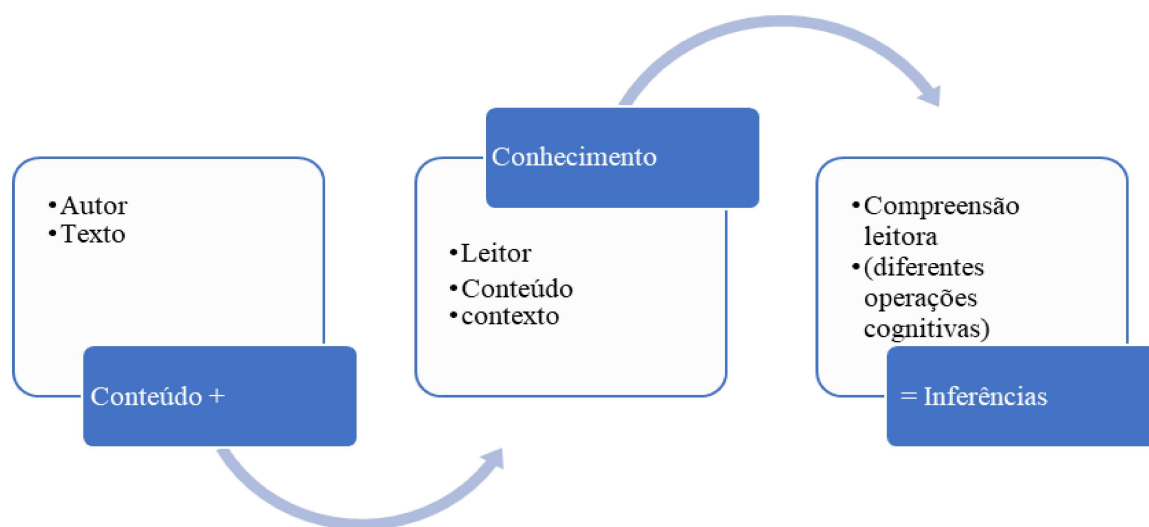 •Autor
•Texto
Conteúdo +
Conhecimento
•Leitor
•Conteúdo
•contexto
•Compreensão
leitora
•(diferentes
operações
cognitivas)
= Inferências